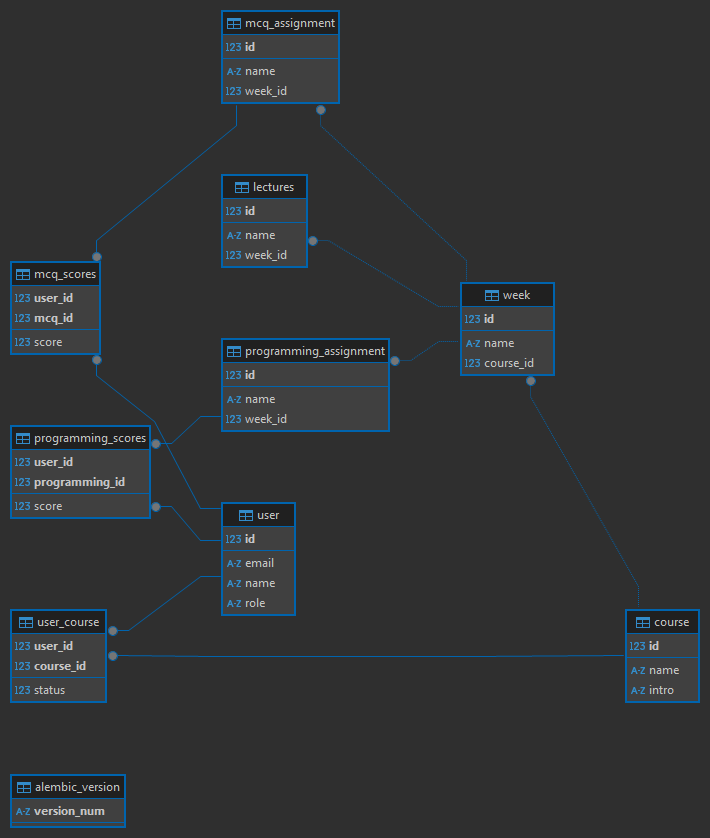 mcq_assignment
123 id
A-Z name
123 week_id
lectures
123 id
A-Z name
123 week_id
mcq_scores
123 user_id
123 mcq_id
123 score
week
123 id
A-Z name
123 course_id
programming_assignment
123 id
A-Z name
123 week_id
programming_scores
123 user_id
123 programming_id
123 score
user
123 id
A-Z email
A-Z name
A-Z role
user_course
123 user_id
123 course_id
123 status
course
123 id
A-Z name
A-Z intro
alembic_version
A-Z version_num